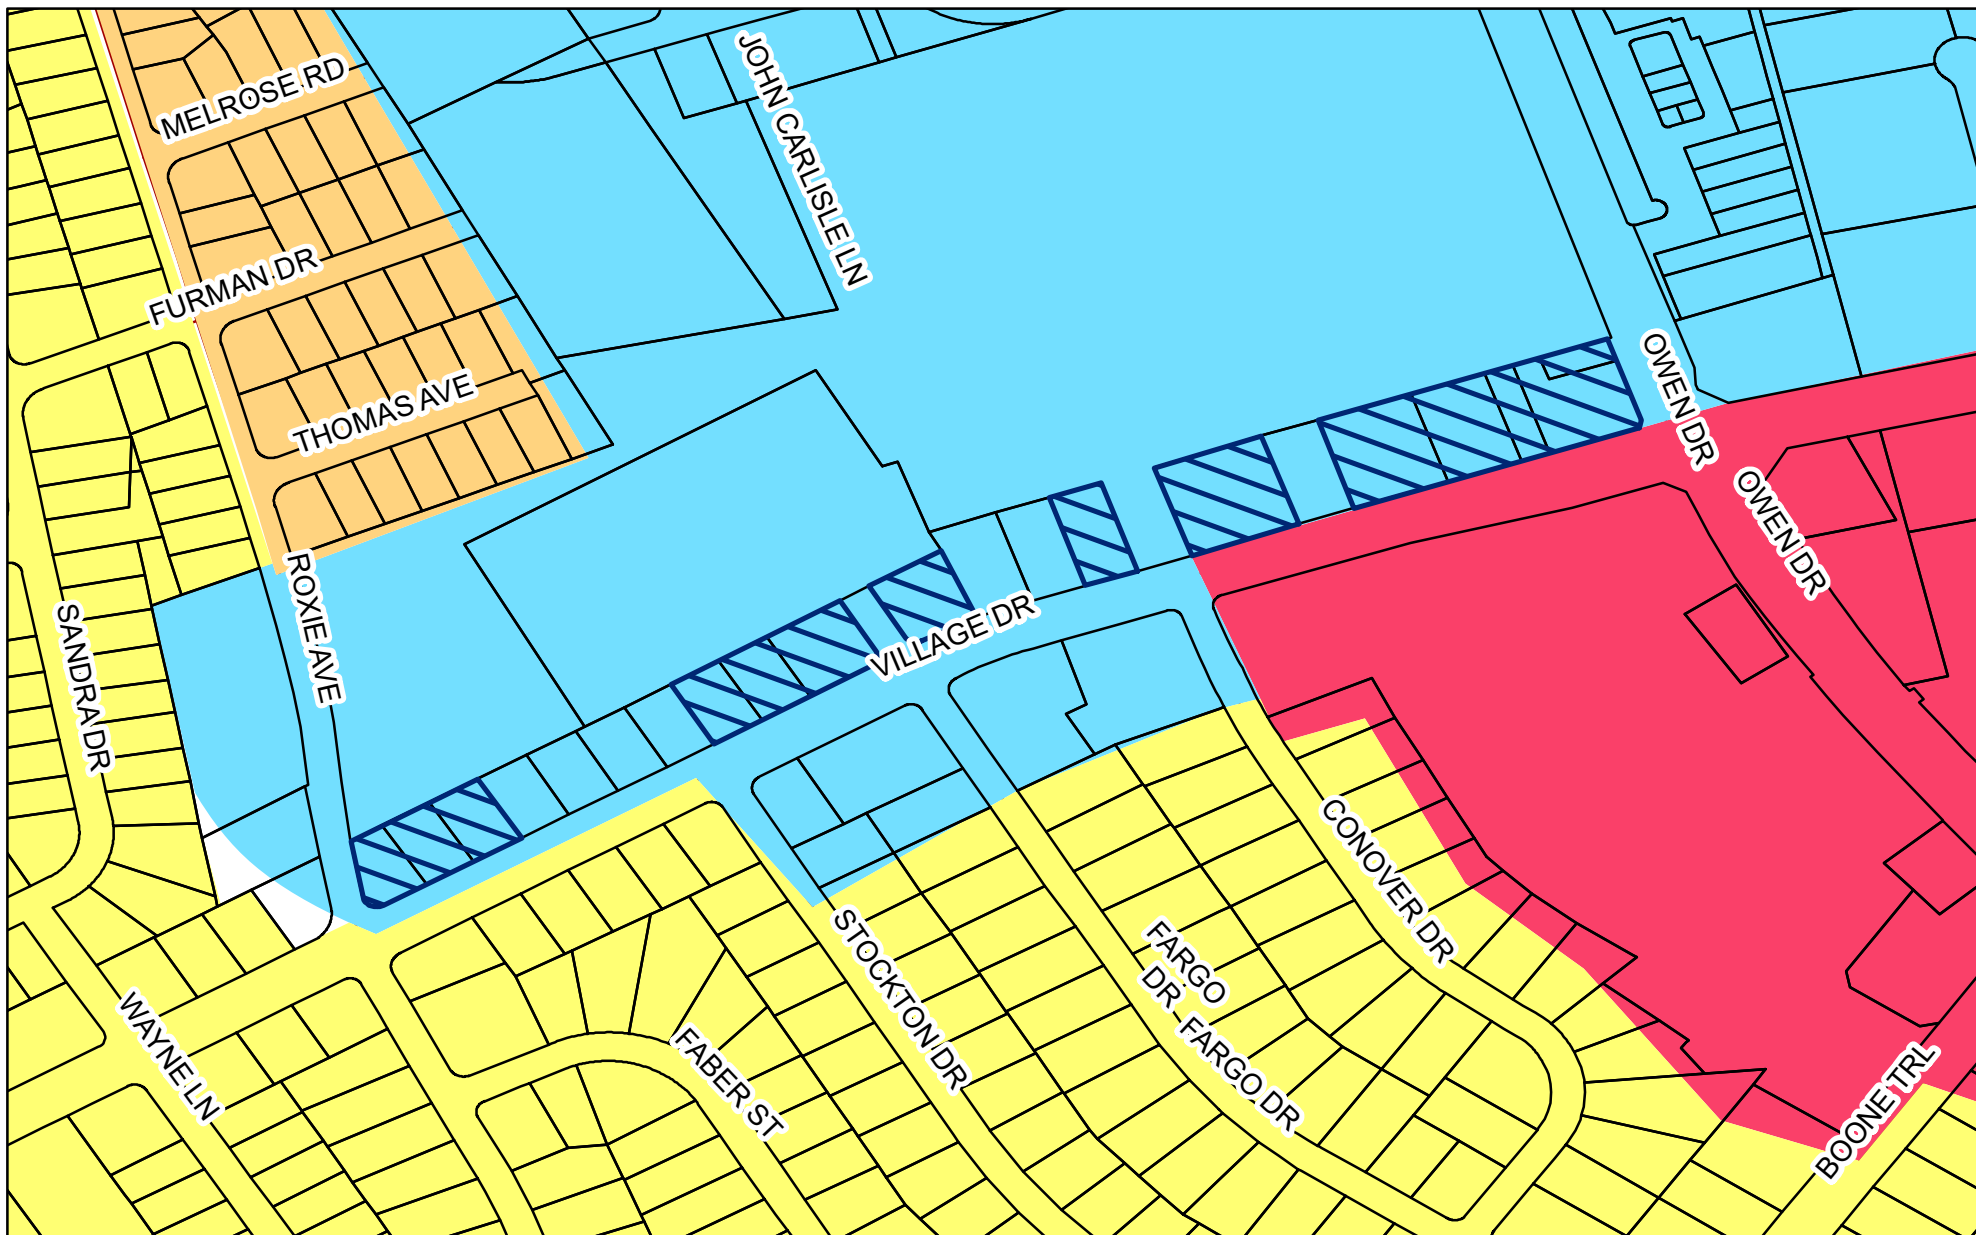 MELROSE RD
JOHN CARLISLE LN
FURMAN DR
THOMAS AVE
OWEN DR
OWEN DR
ROXIE AVE
SANDRA DR
VILLAGE DR
CONOVER DR
STOCKTON DR
FARGO
DR
FARGO DR
WAYNE LN
FABER ST
BOONE TRL